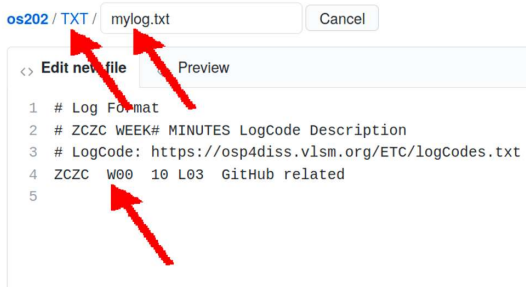 os202 / TXT / mylog.txt Cancel
<> Edit new file Preview
1 # Log Format
2 # ZCZC WEEK# MINUTES LogCode Description
3 # LogCode: https://osp4diss.vlsm.org/ETC/logCodes.txt
4 ZCZC  W00  10 L03  GitHub related
5